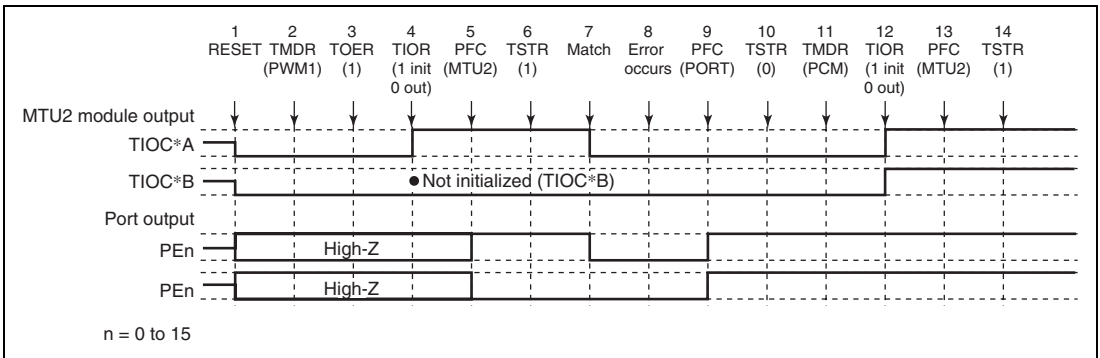 1 2 3 4 5 6 7 8 9 10 11 12 13 14
RESET TMDR TOER TIOR PFC TSTR Match Error PFC TSTR TMDR TIOR PFC TSTR
(PWM1) (1) (1 init (MTU2) (1) occurs (PORT) (0) (PCM) (1 init (MTU2) (1)
0 out) 0 out)
MTU2 module output
TIOC*A
TIOC*B
● Not initialized (TIOC*B)
Port output
PEn
High-Z
PEn
High-Z
n = 0 to 15